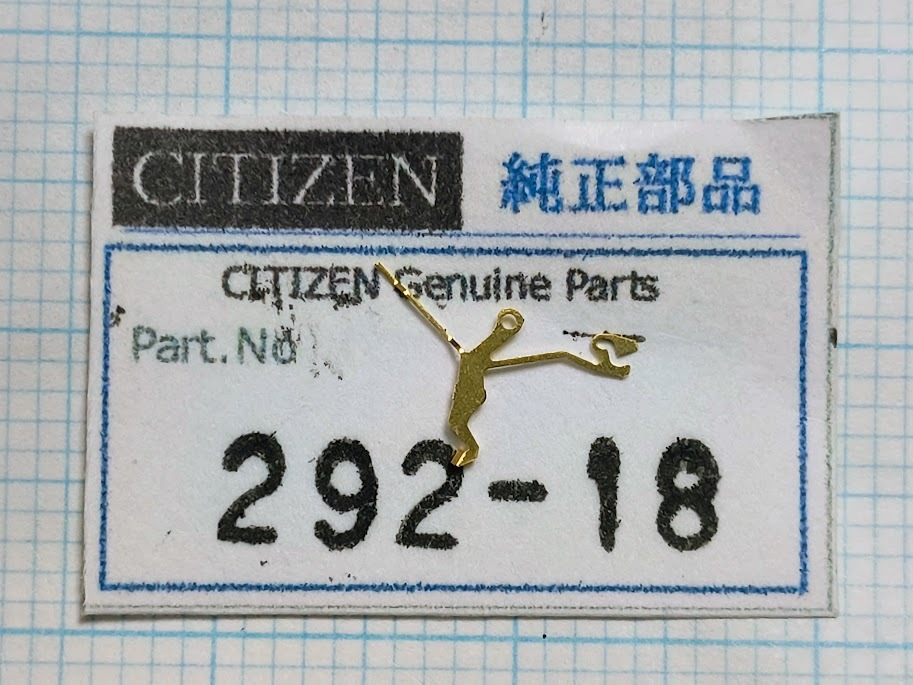 CITIZEN 純正部品
CITIZEN Genuine Parts
Part.No
292-18